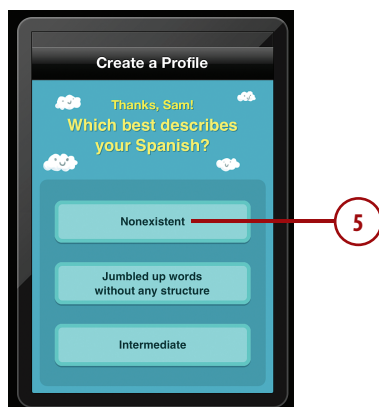 Create a Profile
Thanks, Sam!
Which best describes
your Spanish?
Nonexistent
5
Jumbled up words
without any structure
Intermediate